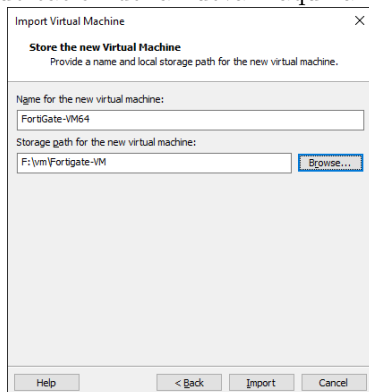 Import Virtual Machine
Store the new Virtual Machine
Provide a name and local storage path for the new virtual machine.
Name for the new virtual machine:
FortiGate-VM64
Storage path for the new virtual machine:
F:\vm\Fortigate-VM
Browse...
Help
< Back
Import
Cancel